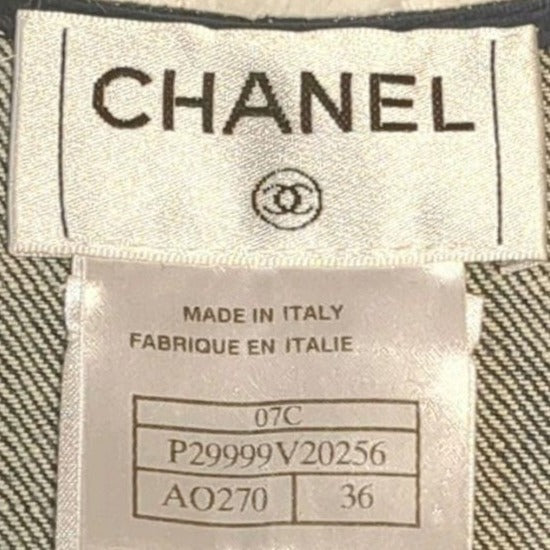 CHANEL
MADE IN ITALY
FABRIQUE EN ITALIE
07C
P29999V20256
AO270 36